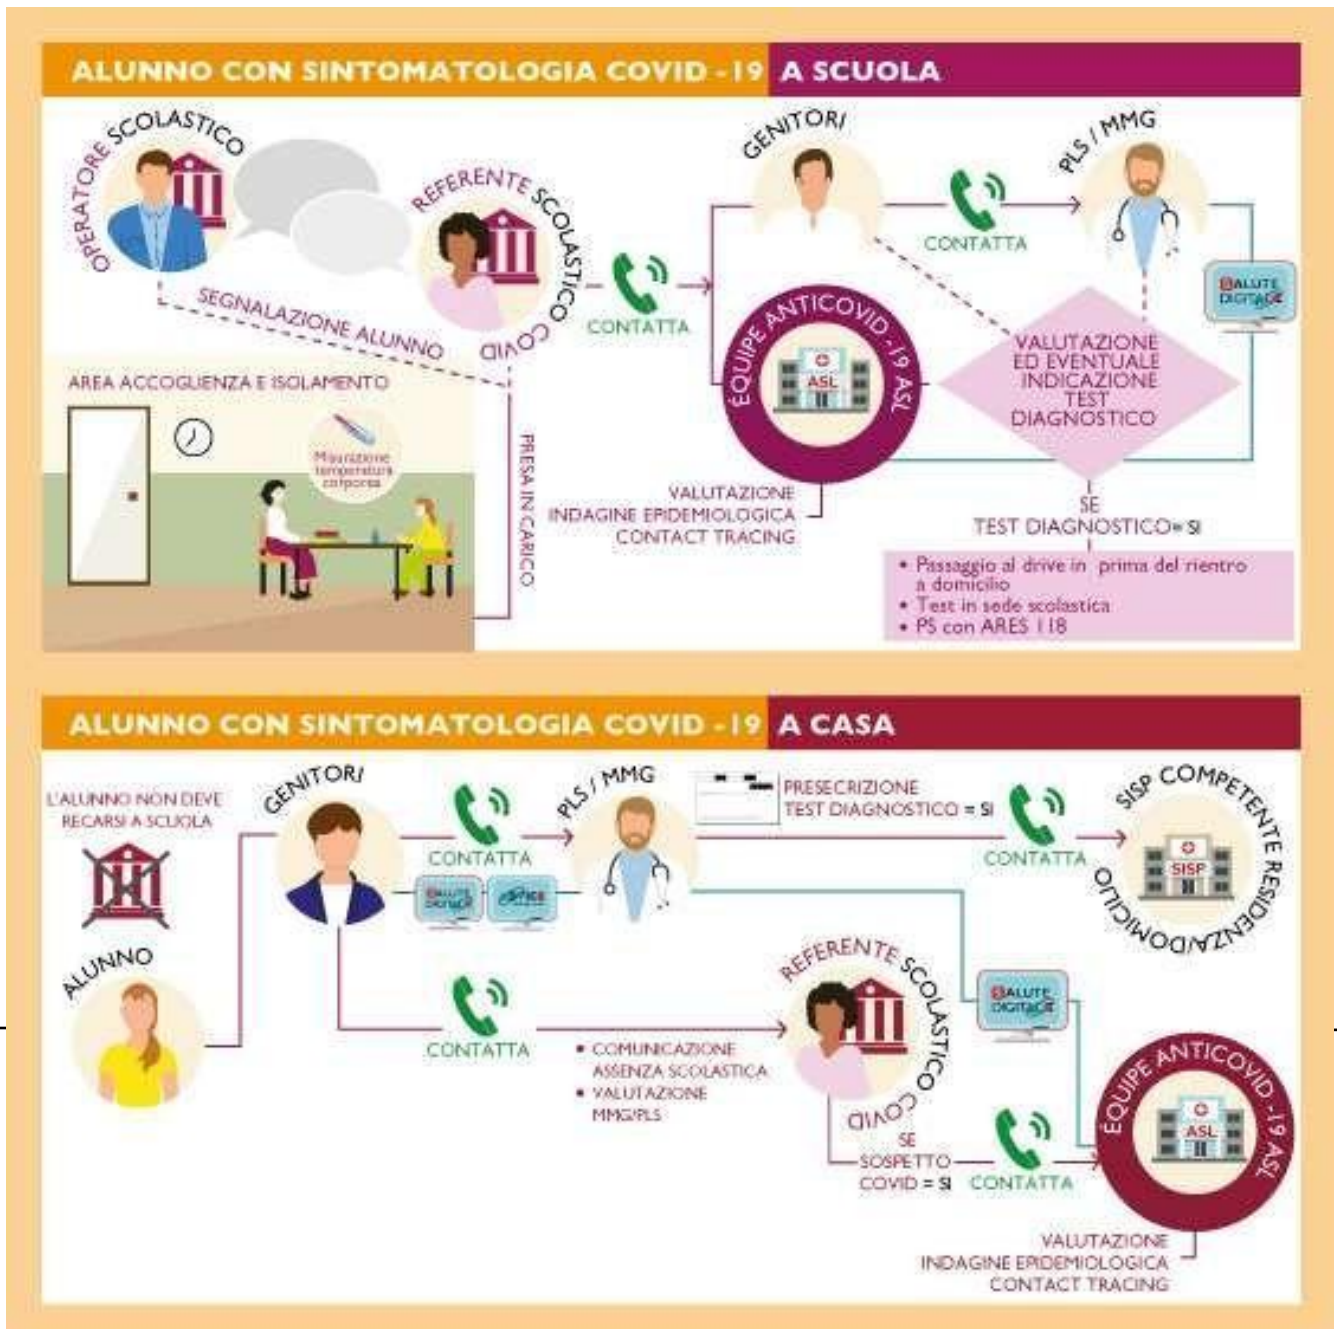 ALUNNO CON SINTOMATOLOGIA COVID -19 A SCUOLA
OPERATORE SCOLASTICO
REFERENTE SCOLASTICO COVID
SEGNALAZIONE ALUNNO
CONTATTA
GENITORI
CONTATTA
PLS / MMG
SALUTE
DIGITALE
ÉQUIPE ANTICOVID -19 ASL
ASL
VALUTAZIONE
ED EVENTUALE
INDICAZIONE
TEST
DIAGNOSTICO
AREA ACCOGLIENZA E ISOLAMENTO
Misurazione
temperatura
corporea
PRESA IN CARICO
VALUTAZIONE
INDAGINE EPIDEMIOLOGICA
CONTACT TRACING
SE
TEST DIAGNOSTICO= SI
• Passaggio al drive in prima del rientro
a domicilio
• Test in sede scolastica
• PS con ARES 118
ALUNNO CON SINTOMATOLOGIA COVID -19 A CASA
L'ALUNNO NON DEVE
RECARSI A SCUOLA
ALUNNO
GENITORI
CONTATTA
SALUTE
DIGITALE
PLS / MMG
PRESECRIZIONE
TEST DIAGNOSTICO = SI
CONTATTA
SISP COMPETENTE RESIDENZA/DOMICILIO
SISP
CONTATTA
• COMUNICAZIONE
ASSENZA SCOLASTICA
• VALUTAZIONE
MMG/PLS
REFERENTE SCOLASTICO COVID
SALUTE
DIGITALE
SE
SOSPETTO
COVID = SI
CONTATTA
ÉQUIPE ANTICOVID -19 ASL
ASL
VALUTAZIONE
INDAGINE EPIDEMIOLOGICA
CONTACT TRACING